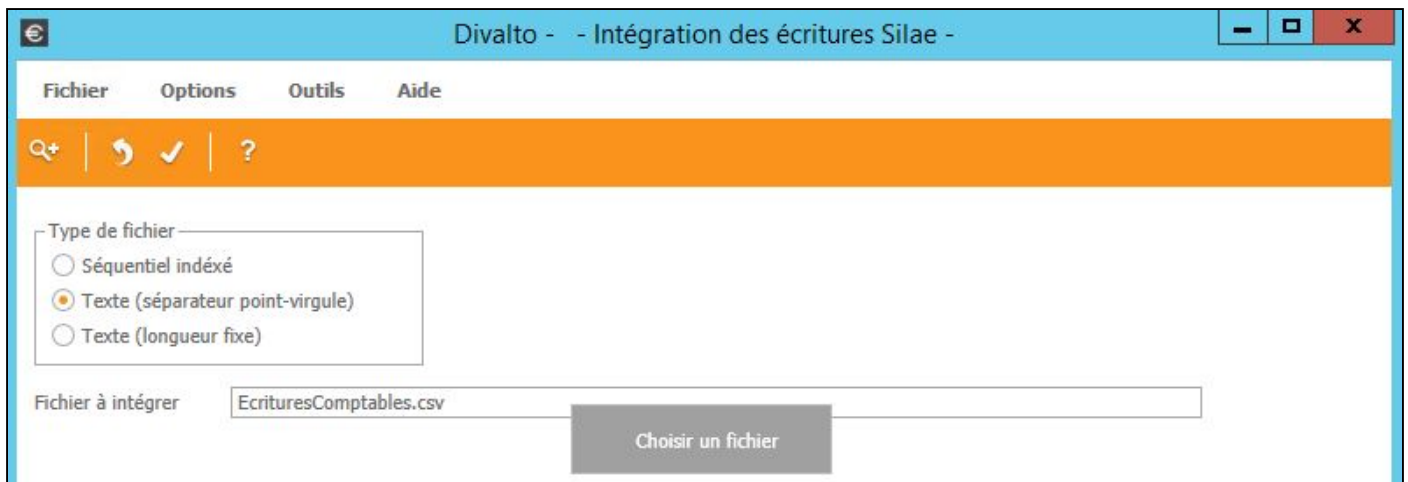 Divalto - - Intégration des écritures Silae -
Fichier Options Outils Aide
?
Type de fichier
Séquentiel indéxé
Texte (séparateur point-virgule)
Texte (longueur fixe)
Fichier à intégrer EcrituresComptables.csv
Choisir un fichier